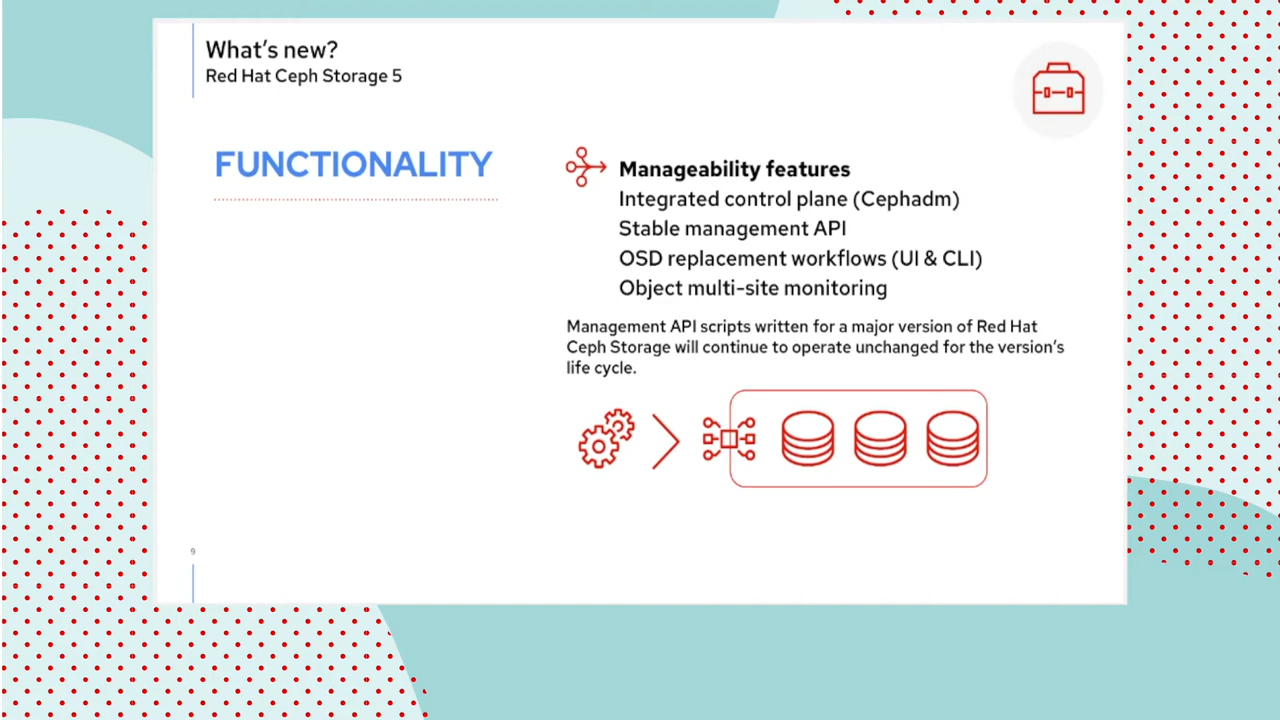 What's new?
Red Hat Ceph Storage 5
FUNCTIONALITY
Manageability features
Integrated control plane (Cephadm)
Stable management API
OSD replacement workflows (UI & CLI)
Object multi-site monitoring
Management API scripts written for a major version of Red Hat
Ceph Storage will continue to operate unchanged for the version's
life cycle.
9